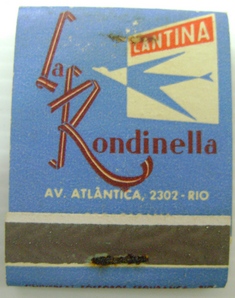 CANTINA
La
Rondinella
AV. ATLÂNTICA, 2302 - RIO